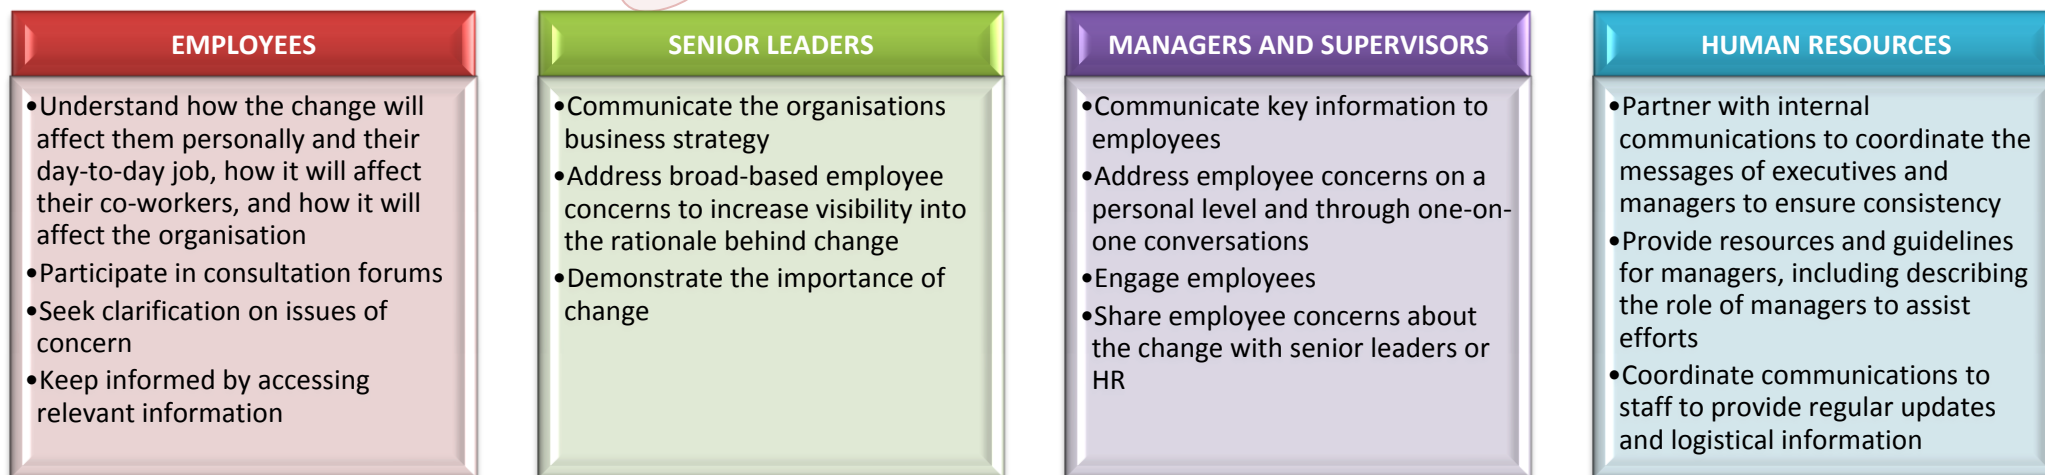 EMPLOYEES
•Understand how the change will
affect them personally and their
day-to-day job, how it will affect
their co-workers, and how it will
affect the organisation
•Participate in consultation forums
•Seek clarification on issues of
concern
•Keep informed by accessing
relevant information
SENIOR LEADERS
•Communicate the organisations
business strategy
•Address broad-based employee
concerns to increase visibility into
the rationale behind change
•Demonstrate the importance of
change
MANAGERS AND SUPERVISORS
•Communicate key information to
employees
•Address employee concerns on a
personal level and through one-on-
one conversations
•Engage employees
•Share employee concerns about
the change with senior leaders or
HR
HUMAN RESOURCES
•Partner with internal
communications to coordinate the
messages of executives and
managers to ensure consistency
•Provide resources and guidelines
for managers, including describing
the role of managers to assist
efforts
•Coordinate communications to
staff to provide regular updates
and logistical information